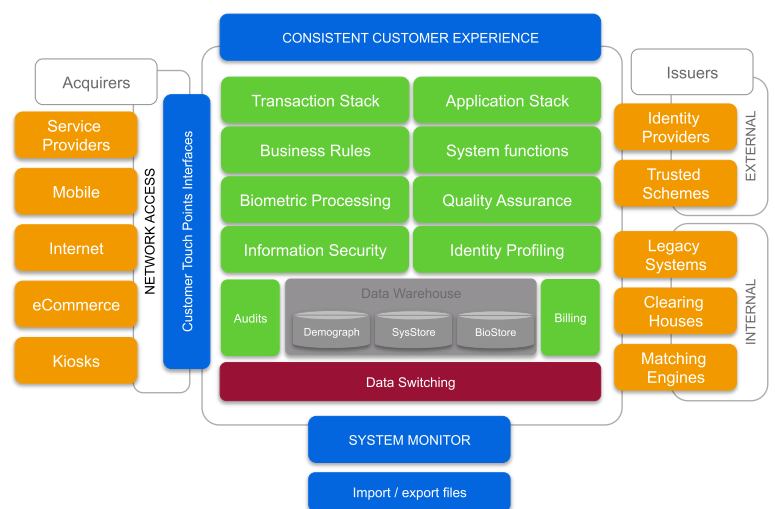 CONSISTENT CUSTOMER EXPERIENCE
Acquirers
Service
Providers
Mobile
Internet
eCommerce
Kiosks
NETWORK ACCESS
Customer Touch Points Interfaces
Transaction Stack
Application Stack
Business Rules
System functions
Biometric Processing
Quality Assurance
Information Security
Identity Profiling
Audits
Data Warehouse
Demograph
SysStore
BioStore
Billing
Data Switching
SYSTEM MONITOR
Import / export files
Issuers
Identity
Providers
Trusted
Schemes
EXTERNAL
Legacy
Systems
Clearing
Houses
Matching
Engines
INTERNAL